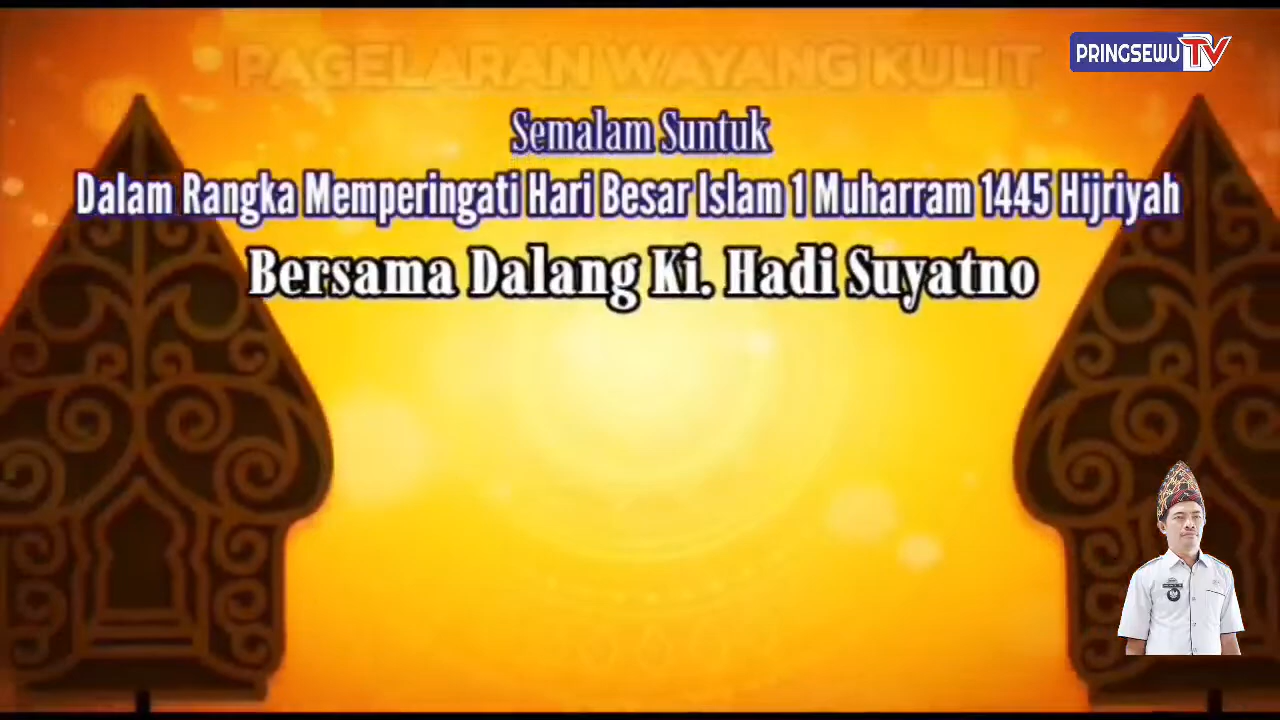 PRINGSEWU TV
PAGELARAN WAYANG KULIT
Semalam Suntuk
Dalam Rangka Memperingati Hari Besar Islam 1 Muharram 1445 Hijriyah
Bersama Dalang Ki. Hadi Suyatno